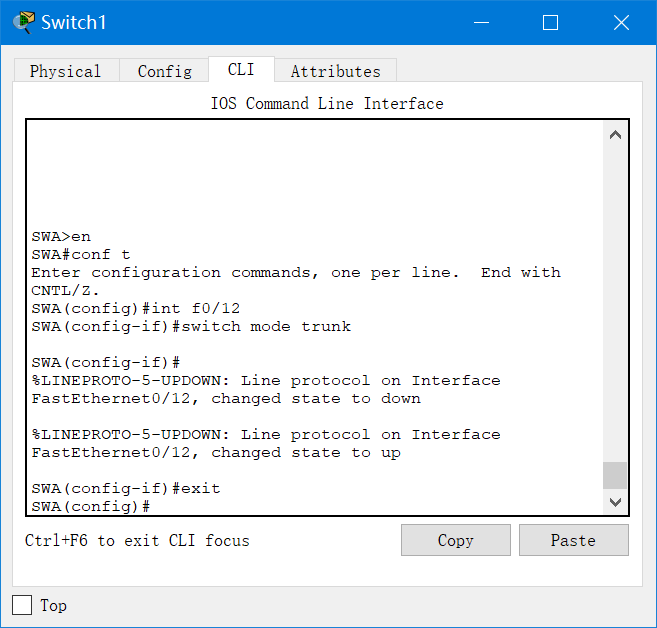 Switch1
Physical Config CLI Attributes
IOS Command Line Interface
SWA>en
SWA#conf t
Enter configuration commands, one per line.  End with
CNTL/Z.
SWA(config)#int f0/12
SWA(config-if)#switch mode trunk
SWA(config-if)#
%LINEPROTO-5-UPDOWN: Line protocol on Interface
FastEthernet0/12, changed state to down
%LINEPROTO-5-UPDOWN: Line protocol on Interface
FastEthernet0/12, changed state to up
SWA(config-if)#exit
SWA(config)#
Ctrl+F6 to exit CLI focus Copy Paste
Top